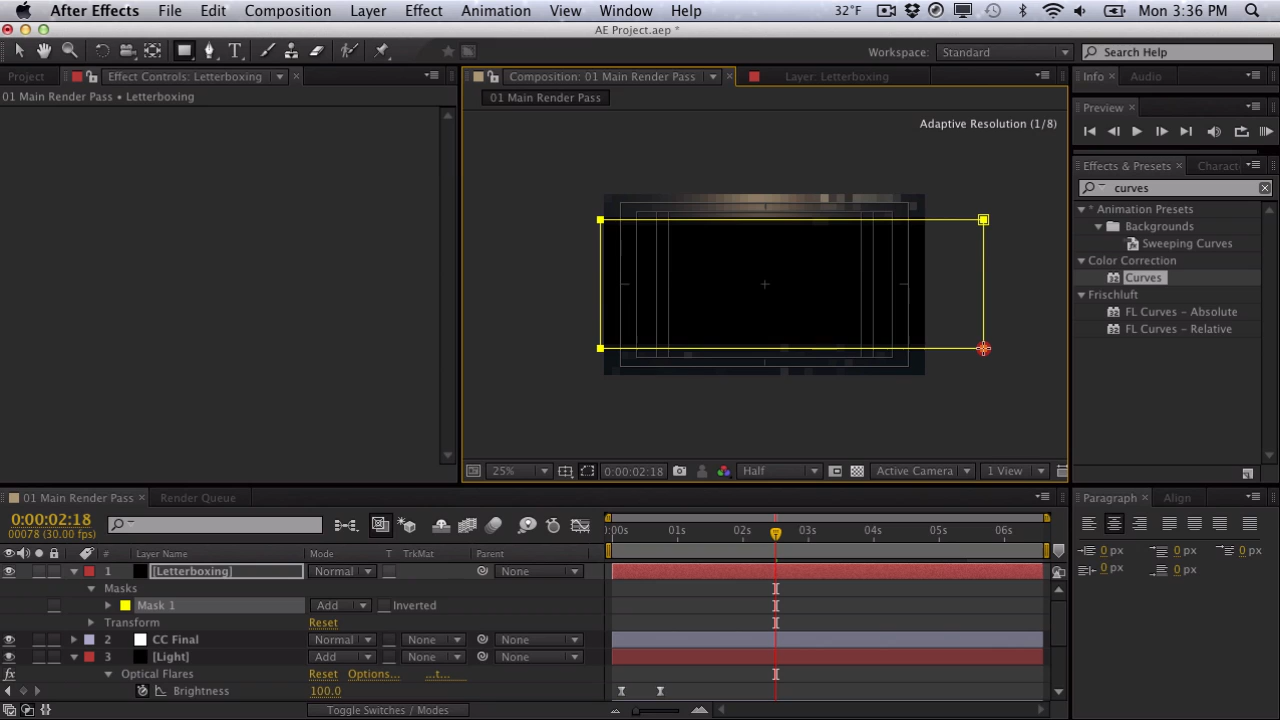 After Effects File Edit Composition Layer Effect Animation View Window Help 32°F Mon 3:36 PM
AE Project.aep *
Workspace: Standard Search Help
Project Effect Controls: Letterboxing Composition: 01 Main Render Pass Layer: Letterboxing Info Audio
01 Main Render Pass • Letterboxing
01 Main Render Pass
Preview
Adaptive Resolution (1/8)
Effects & Presets Charact
curves
* Animation Presets
Backgrounds
Sweeping Curves
Color Correction
Curves
Frischluft
FL Curves – Absolute
FL Curves – Relative
25% 0:00:02:18 Half Active Camera 1 View
01 Main Render Pass Render Queue
Paragraph Align
0:00:02:18
00078 (30.00 fps)
:00s 01s 02s 03s 04s 05s 06s
# Layer Name Mode T TrkMat Parent
0 px 0 px 0 px
0 px 0 px
1 [Letterboxing] Normal None
Masks
Mask 1 Add Inverted
Transform Reset
2 CC Final Normal None None
3 [Light] Add None None
fx Optical Flares Reset Options... ...t...
Brightness 100.0
Toggle Switches / Modes